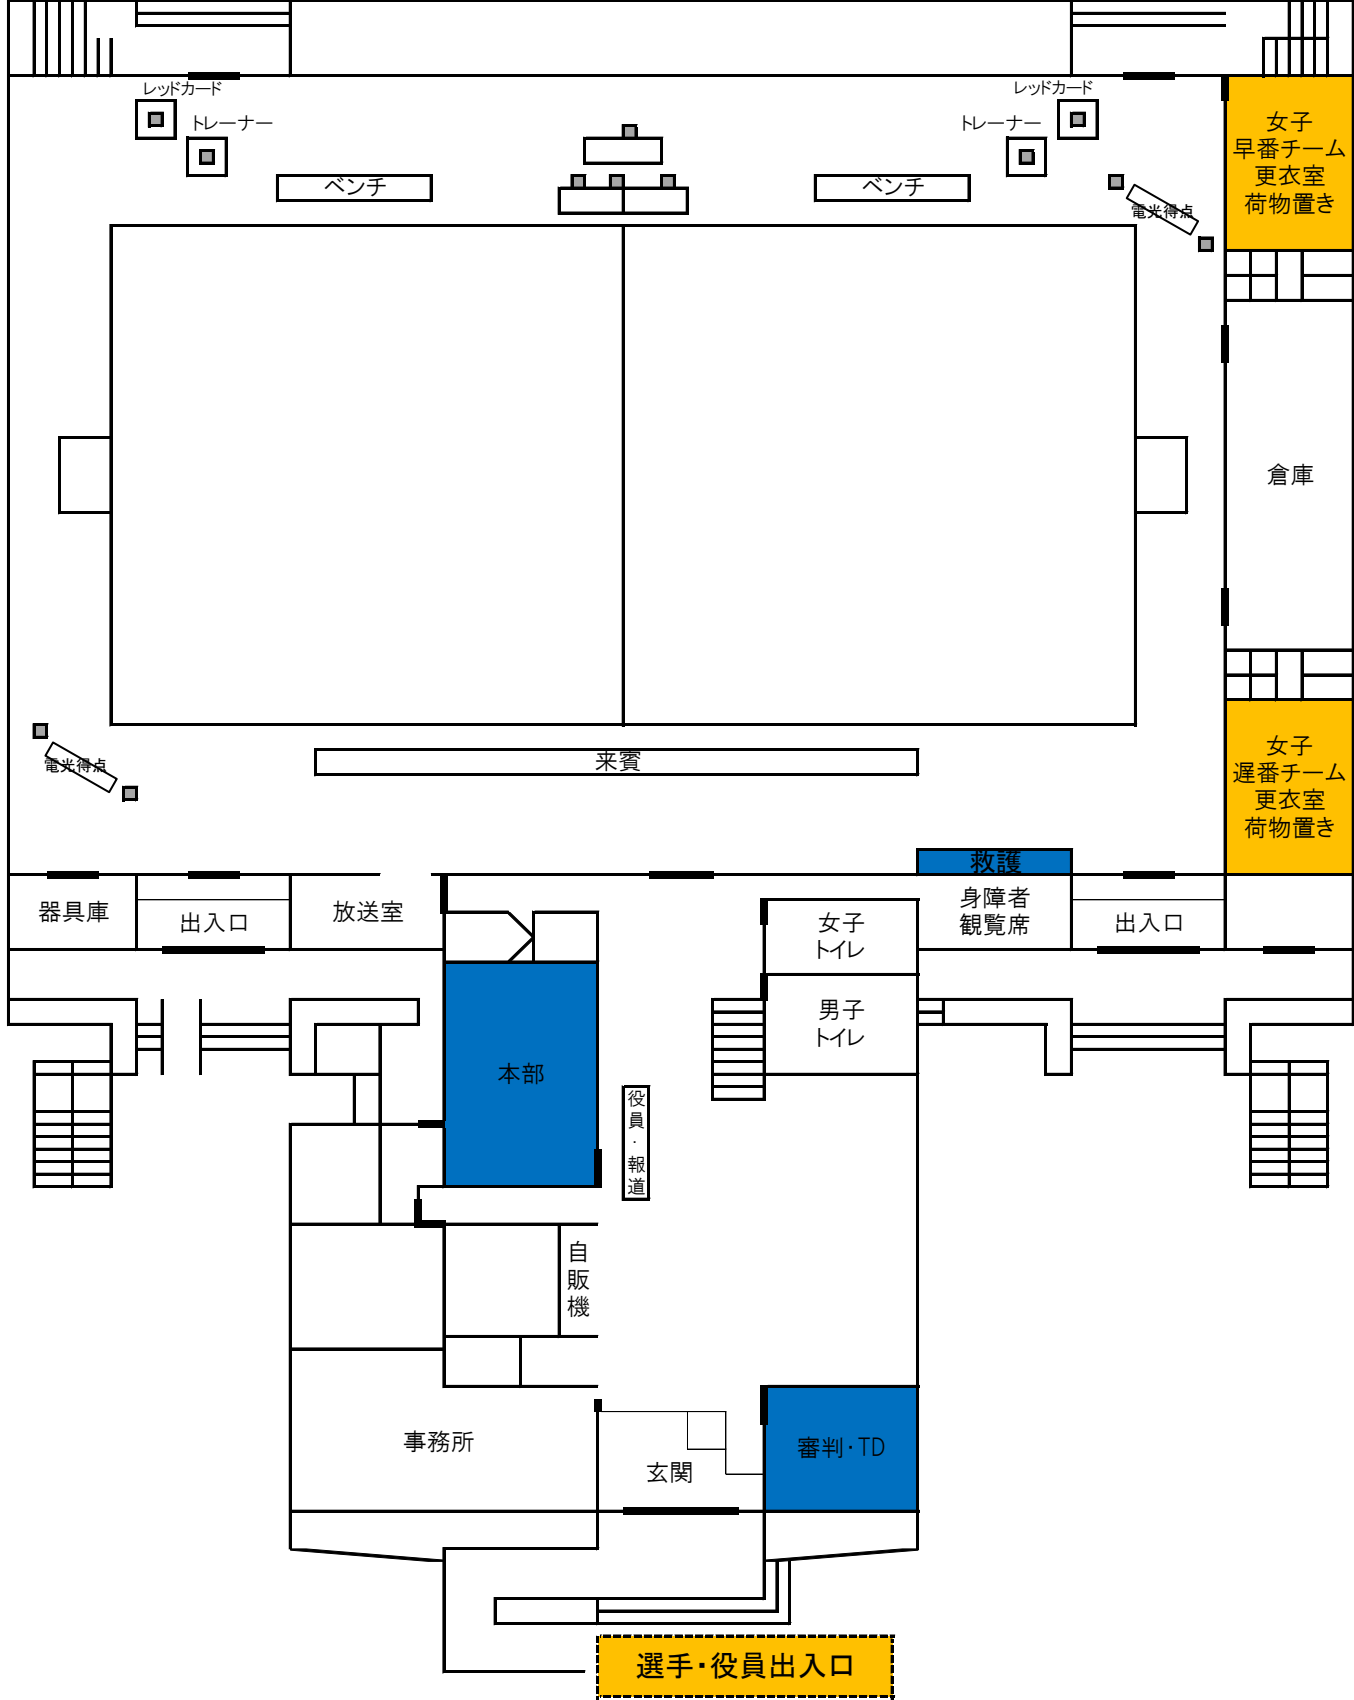 レッドカード
レッドカード
トレーナー
トレーナー
女子
早番チーム
更衣室
荷物置き
ベンチ
ベンチ
電光得点
倉庫
女子
遅番チーム
更衣室
荷物置き
来賓
電光得点
救護
器具庫
出入口
放送室
女子
トイレ
身障者
観覧席
出入口
男子
トイレ
本部
役員・報道
自販機
事務所
玄関
審判・TD
選手・役員出入口